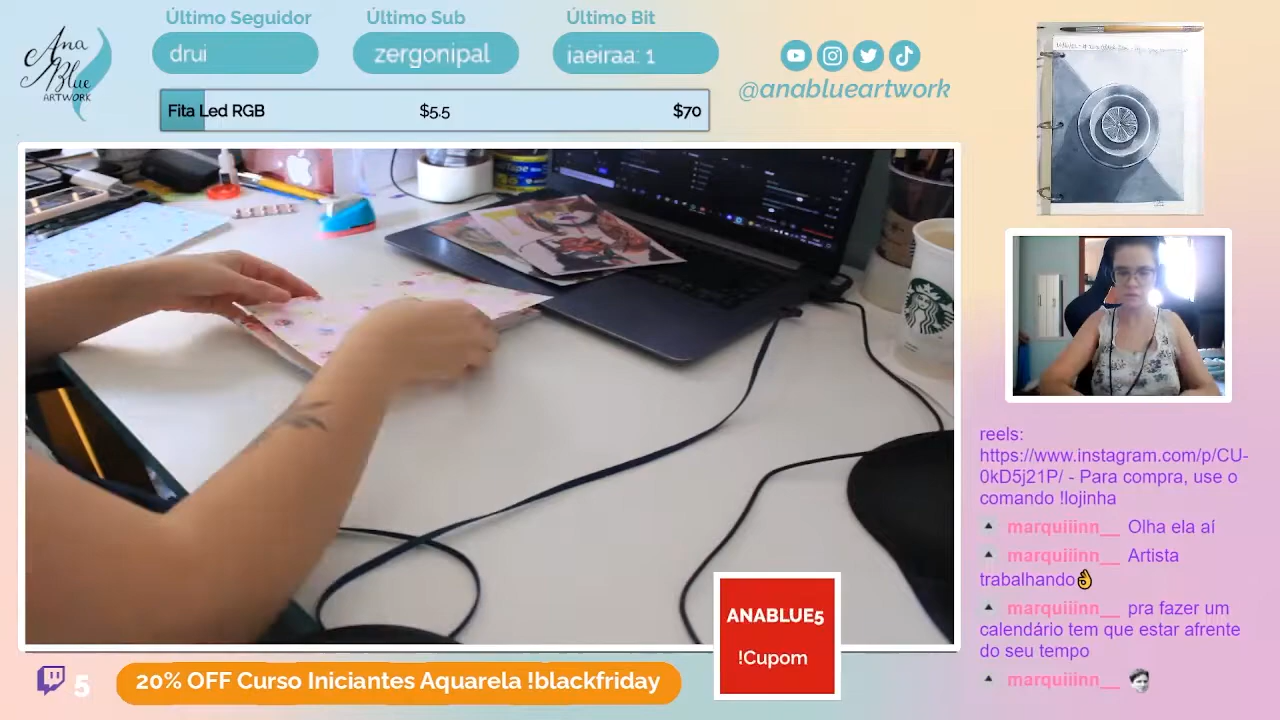 Ana
Blue
ARTWORK
Último Seguidor
drui
Último Sub
zergonipal
Último Bit
iaeiraa: 1
Fita Led RGB
$5.5
$70
@anablueartwork
reels:
https://www.instagram.com/p/CU-
0kD5j21P/ - Para compra, use o
comando !lojinha
marquiiinn__ Olha ela aí
marquiiinn__ Artista
trabalhando👌
marquiiinn__ pra fazer um
calendário tem que estar afrente
do seu tempo
marquiiinn__
ANABLUE5
!Cupom
5
20% OFF Curso Iniciantes Aquarela !blackfriday